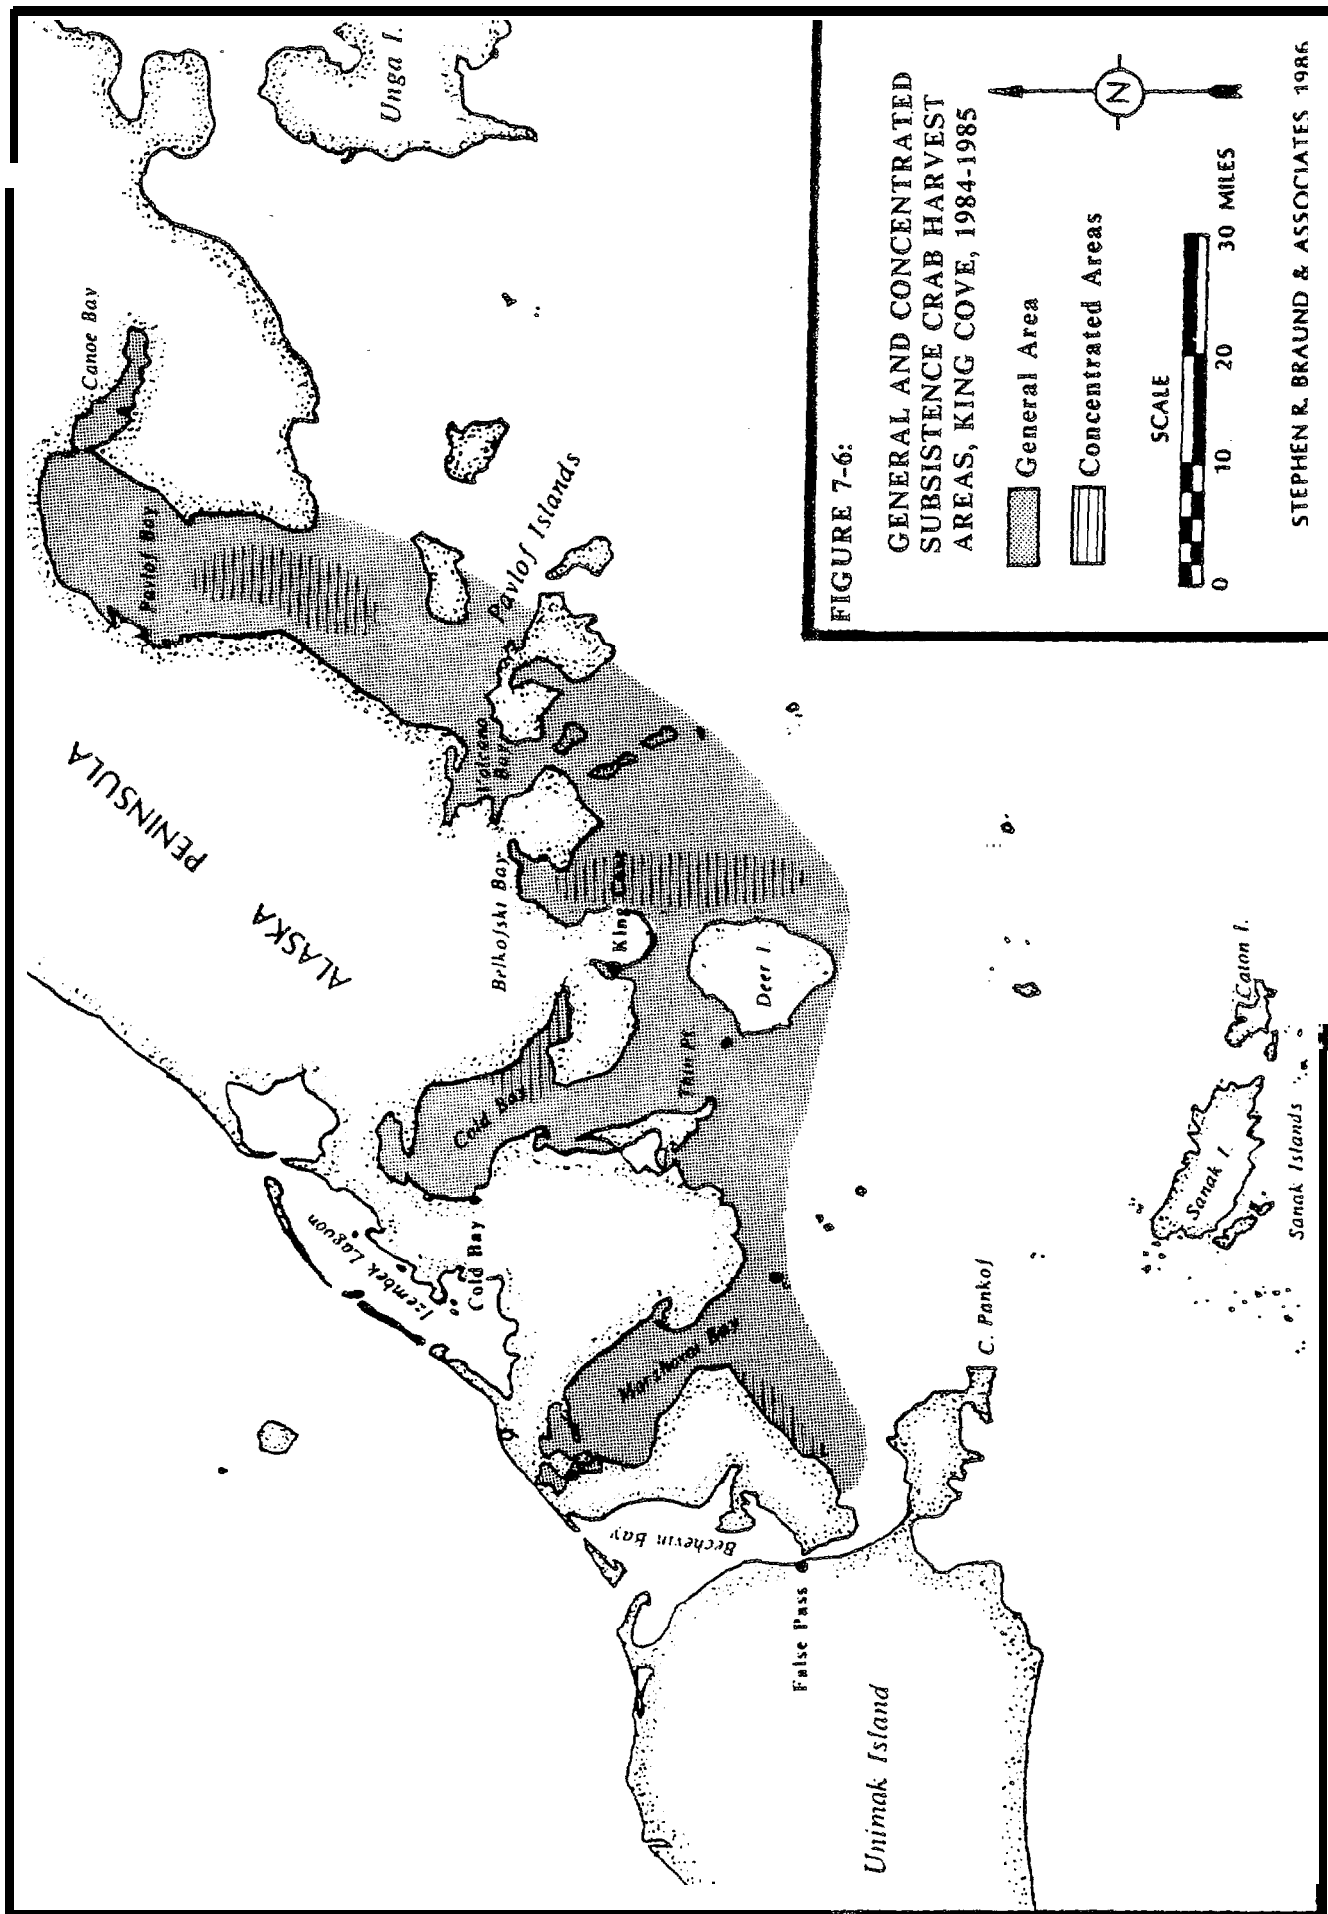 Unga I.
Canoe Bay
Pavlof Bay
Pavlof Islands
Volcano
Bay
ALASKA
PENINSULA
Belkofski Bay
King Cove
Deer I.
Thin Pt.
Cold Bay
Cold Bay
Izembek Lagoon
Morzhovoi Bay
Bechevin Bay
False Pass
Unimak Island
C. Pankof
Caton I.
Sanak I.
Sanak Islands
FIGURE 7-6:
GENERAL AND CONCENTRATED
SUBSISTENCE CRAB HARVEST
AREAS, KING COVE, 1984-1985
General Area
Concentrated Areas
N
SCALE
0 10 20 30 MILES
STEPHEN R. BRAUND & ASSOCIATES 1986